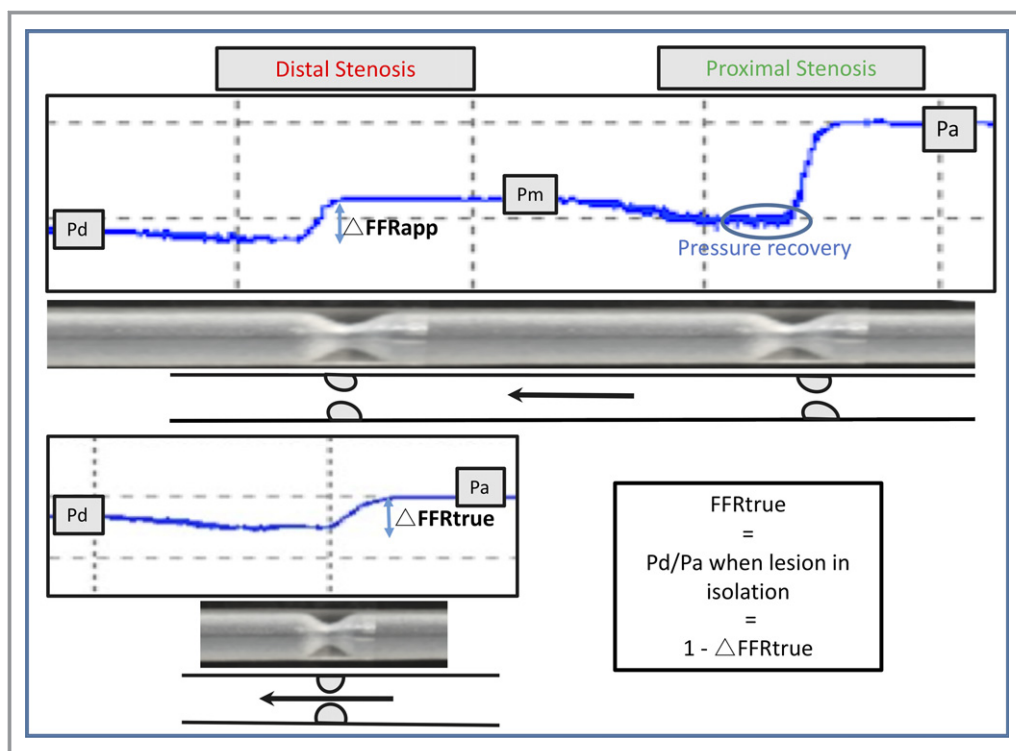 Distal Stenosis
Proximal Stenosis
Pa
Pm
Pd
△FFRapp
Pressure recovery
Pa
Pd
△FFRtrue
FFRtrue
=
Pd/Pa when lesion in
isolation
=
1 - △FFRtrue